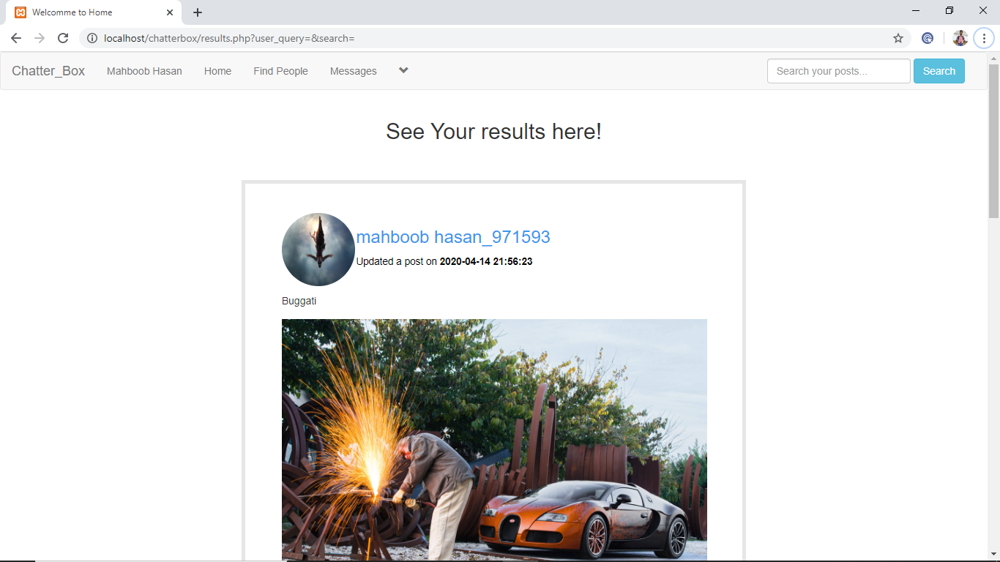 Welcomme to Home
localhost/chatterbox/results.php?user_query=&search=
Chatter_Box Mahboob Hasan Home Find People Messages Search your posts... Search
See Your results here!
mahboob hasan_971593
Updated a post on 2020-04-14 21:56:23
Buggati